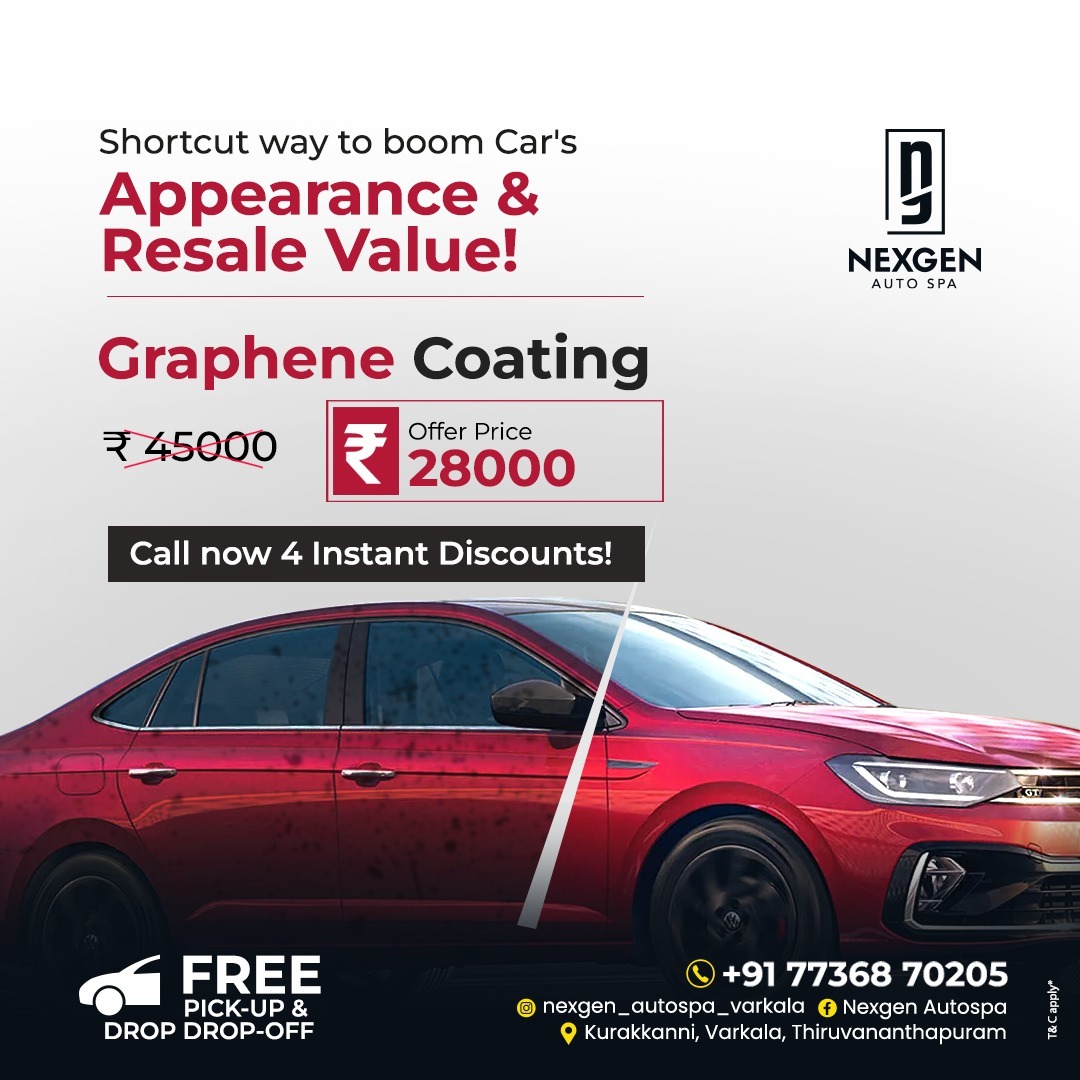 Shortcut way to boom Car's
Appearance &
Resale Value!
ng
NEXGEN
AUTO SPA
Graphene Coating
₹ 45000
₹ Offer Price
28000
Call now 4 Instant Discounts!
GT
FREE
PICK-UP &
DROP DROP-OFF
+91 77368 70205
nexgen_autospa_varkala Nexgen Autospa
Kurakkanni, Varkala, Thiruvananthapuram
T&C apply*